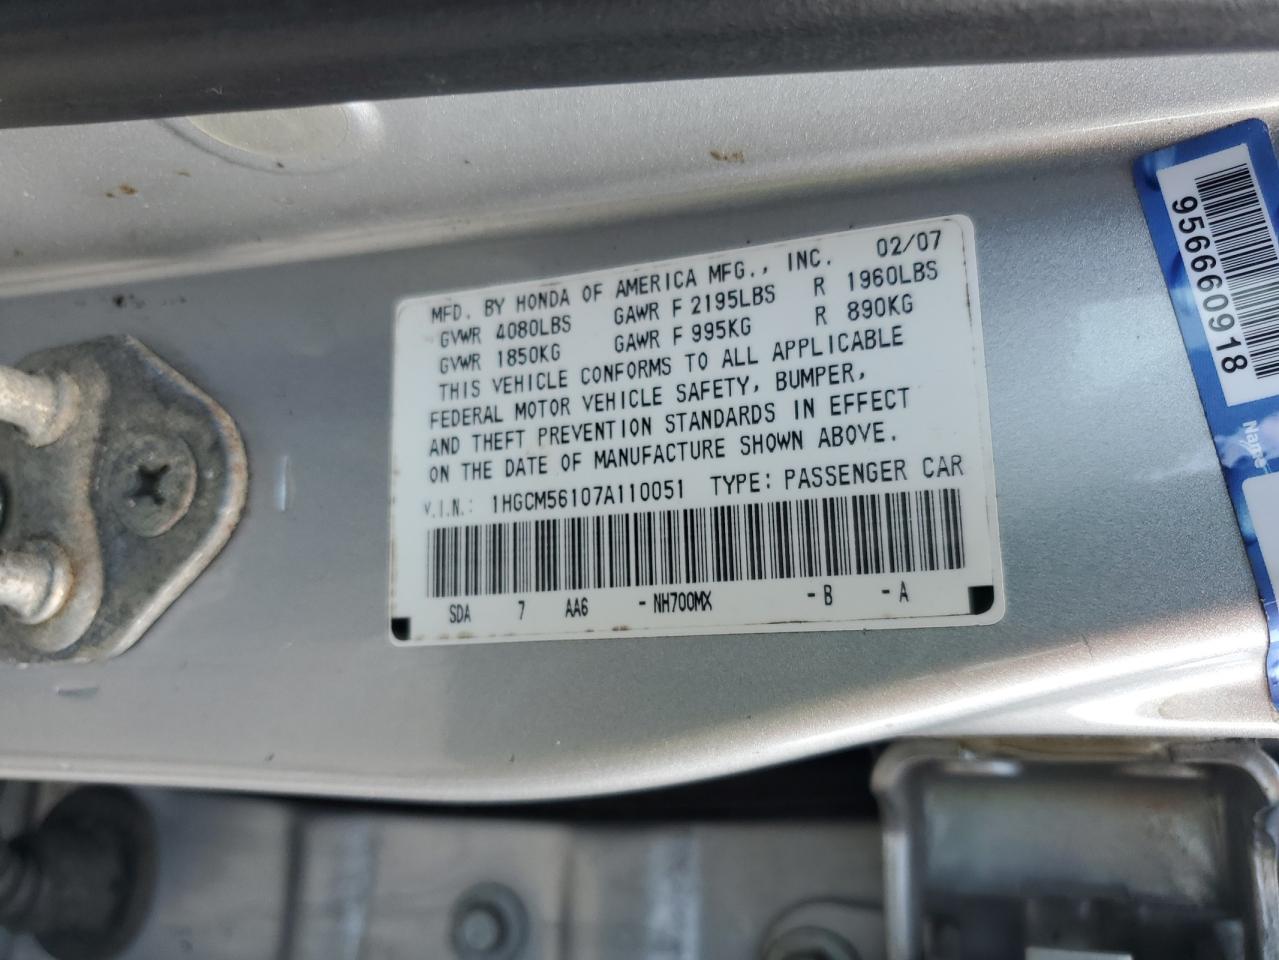 MFD. BY HONDA OF AMERICA MFG., INC. 02/07
GVWR 4080LBS GAWR F 2195LBS R 1960LBS
GVWR 1850KG GAWR F 995KG R 890KG
THIS VEHICLE CONFORMS TO ALL APPLICABLE
FEDERAL MOTOR VEHICLE SAFETY, BUMPER,
AND THEFT PREVENTION STANDARDS IN EFFECT
ON THE DATE OF MANUFACTURE SHOWN ABOVE.
V.I.N.: 1HGCM56107A110051 TYPE: PASSENGER CAR
SDA 7 AA6 -NH700MX -B -A
956660918
Name